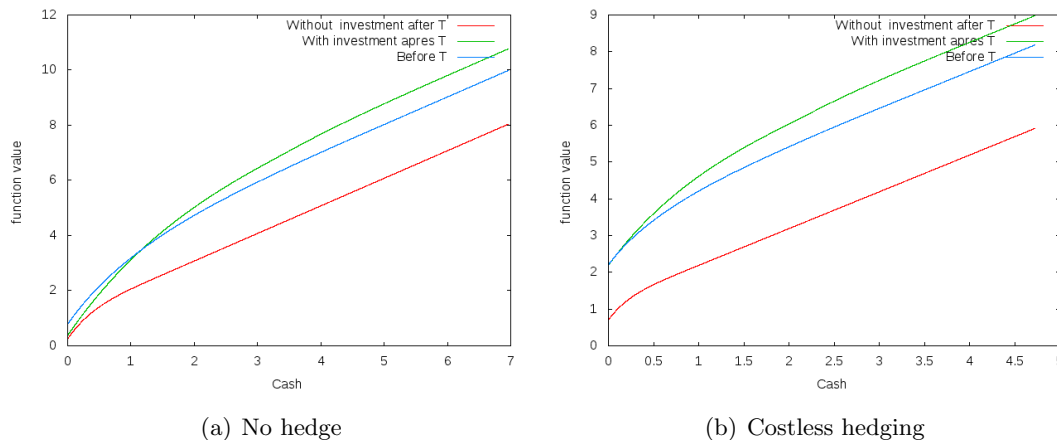 12
10
8
6
4
2
0
0 1 2 3 4 5 6 7
function value
Cash
Without  investment after T
With investment apres T
Before T
(a) No hedge
9
8
7
6
5
4
3
2
1
0
0 0.5 1 1.5 2 2.5 3 3.5 4 4.5 5
function value
Cash
Without  investment after T
With investment apres T
Before T
(b) Costless hedging